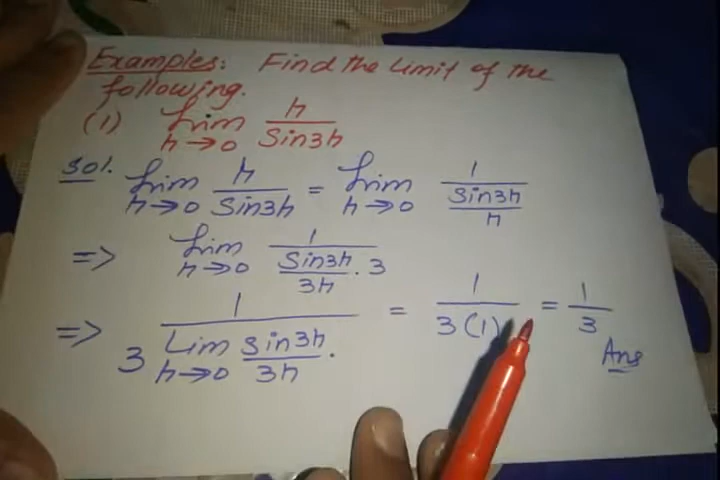 Examples: Find the limit of the
following.
(1) Lim h→0 h/Sin3h
Sol. Lim h→0 h/Sin3h = Lim h→0 1/(Sin3h/h)
=> Lim h→0 1/(Sin3h/3h . 3)
=> 1/(3 Lim h→0 Sin3h/3h .) = 1/3(1) = 1/3
Ans